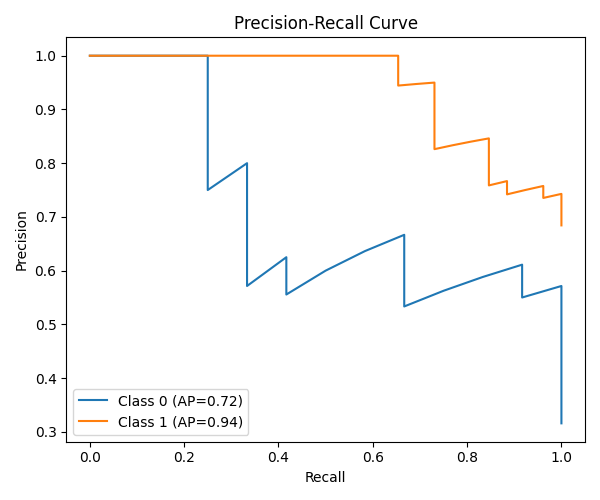 Precision-Recall Curve
Precision
1.0
0.9
0.8
0.7
0.6
0.5
0.4
0.3
Class 0 (AP=0.72)
Class 1 (AP=0.94)
0.0 0.2 0.4 0.6 0.8 1.0
Recall